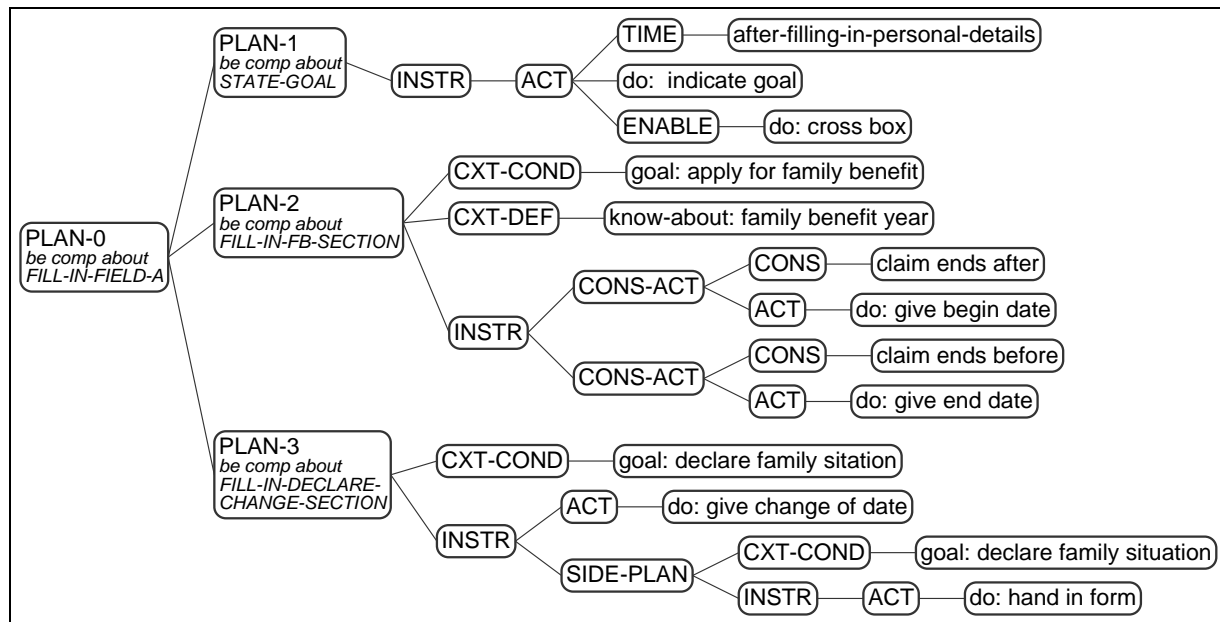 PLAN-1
be comp about
STATE-GOAL
INSTR
ACT
TIME
after-filling-in-personal-details
do: indicate goal
ENABLE
do: cross box
PLAN-0
be comp about
FILL-IN-FIELD-A
PLAN-2
be comp about
FILL-IN-FB-SECTION
CXT-COND
goal: apply for family benefit
CXT-DEF
know-about: family benefit year
INSTR
CONS-ACT
CONS
claim ends after
ACT
do: give begin date
CONS-ACT
CONS
claim ends before
ACT
do: give end date
PLAN-3
be comp about
FILL-IN-DECLARE-
CHANGE-SECTION
CXT-COND
goal: declare family sitation
INSTR
ACT
do: give change of date
SIDE-PLAN
CXT-COND
goal: declare family situation
INSTR
ACT
do: hand in form